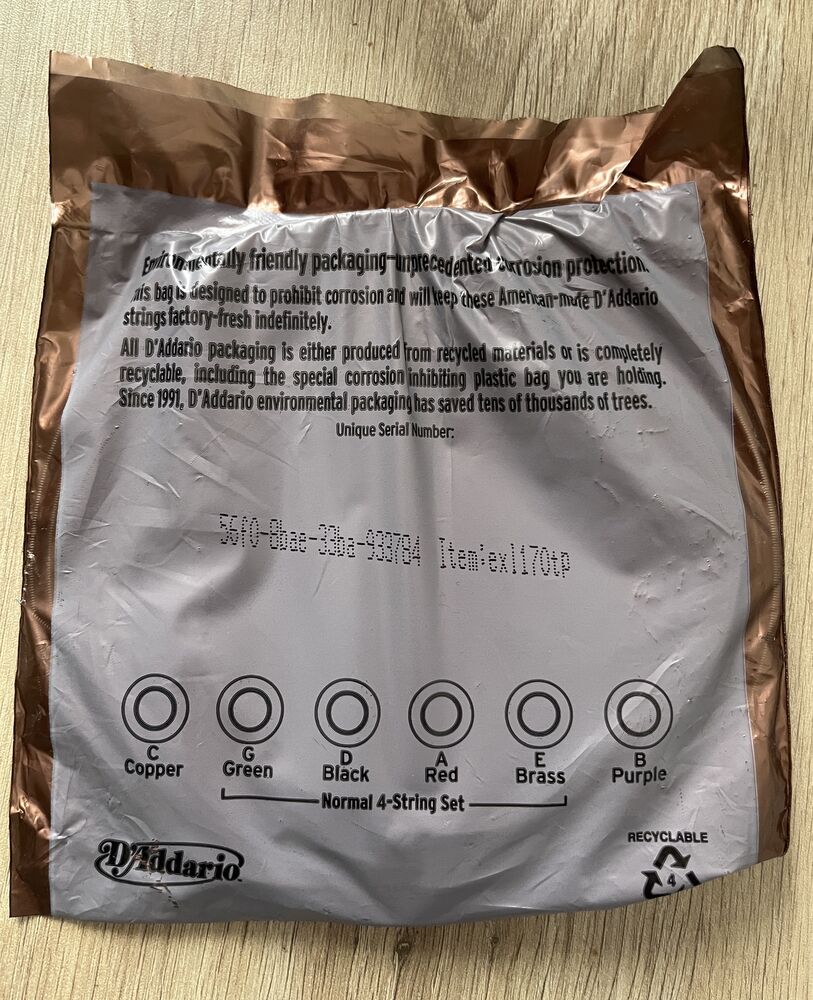 Environmentally friendly packaging-unprecedented corrosion protection.
This bag is designed to prohibit corrosion and will keep these American-made D'Addario
strings factory-fresh indefinitely.
All D'Addario packaging is either produced from recycled materials or is completely
recyclable, including the special corrosion inhibiting plastic bag you are holding.
Since 1991, D'Addario environmental packaging has saved tens of thousands of trees.
Unique Serial Number:
56f0-8bae-33ba-933784 Item:exl170tp
C G D A E B
Copper Green Black Red Brass Purple
Normal 4-String Set
RECYCLABLE
D'Addario
4